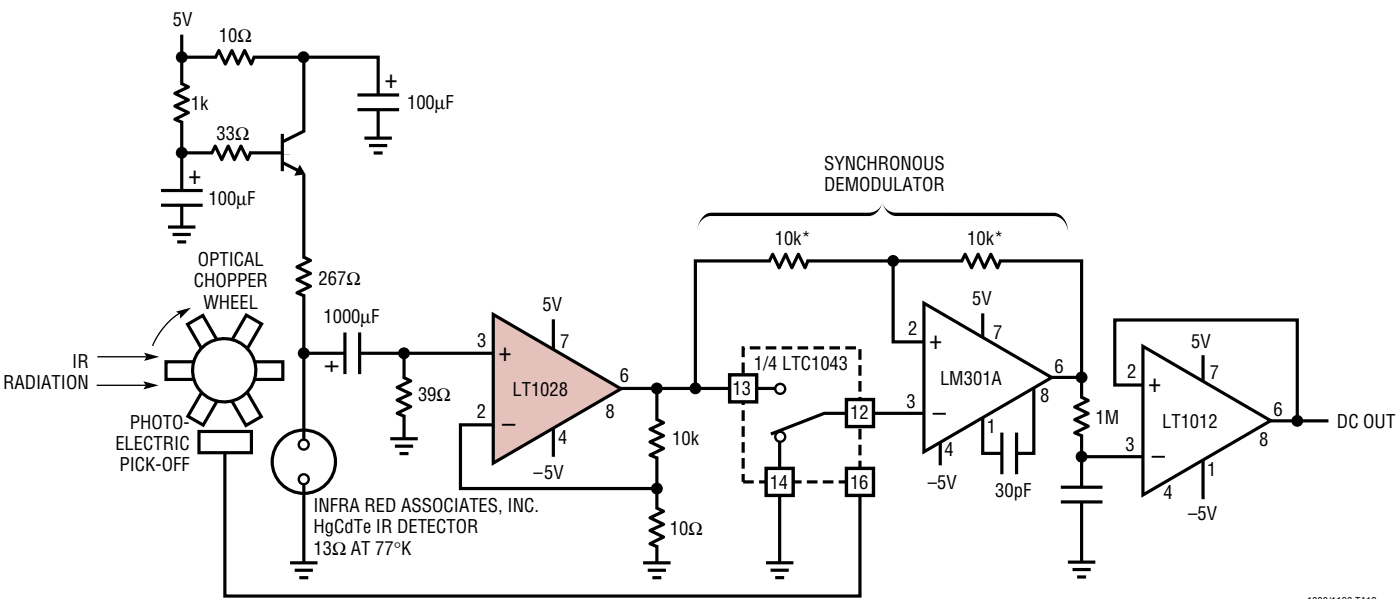 5V
10Ω
1k
+
100µF
33Ω
+
100µF
SYNCHRONOUS
DEMODULATOR
10k*
10k*
OPTICAL
CHOPPER
WHEEL
267Ω
1000µF
+
IR
RADIATION
PHOTO-
ELECTRIC
PICK-OFF
39Ω
INFRA RED ASSOCIATES, INC.
HgCdTe IR DETECTOR
13Ω AT 77°K
5V
3
+
7
LT1028
6
2
–
8
4
–5V
10k
10Ω
1/4 LTC1043
13
12
14
16
5V
2
+
7
LM301A
6
3
–
8
1
4
–5V
30pF
1M
5V
2
+
7
LT1012
6
3
–
8
4
1
–5V
DC OUT